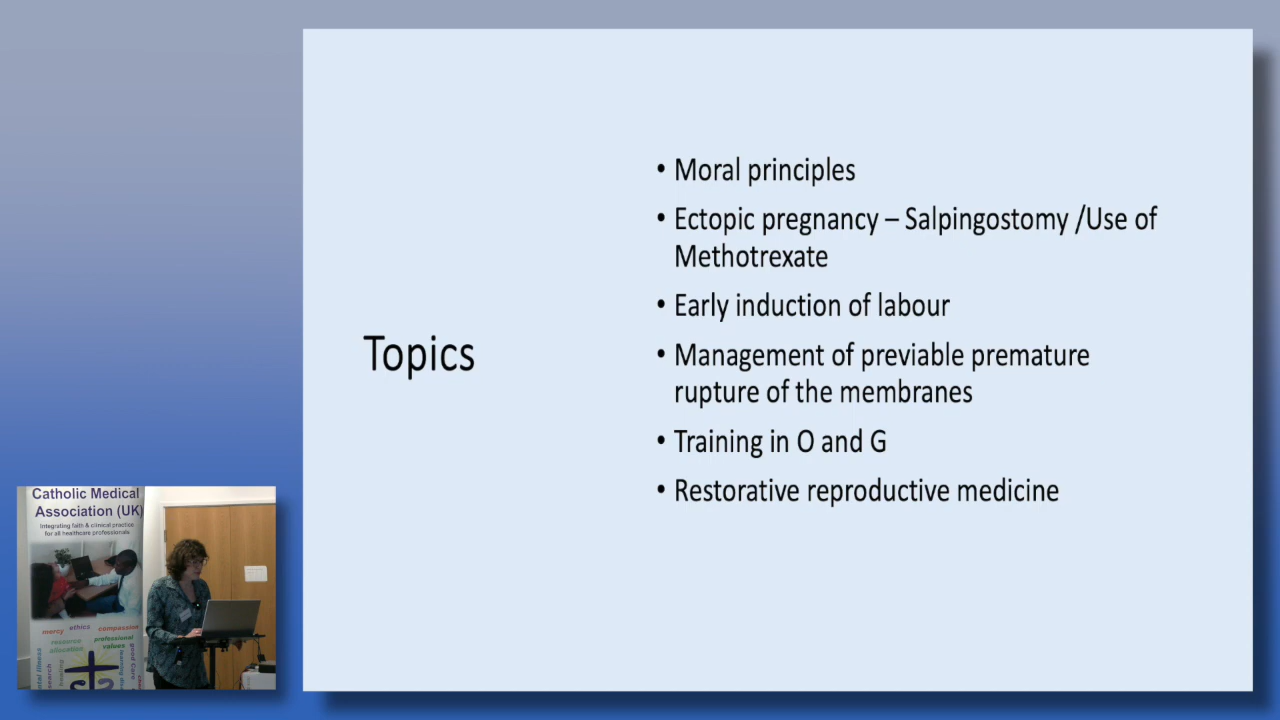 Topics
• Moral principles
• Ectopic pregnancy – Salpingostomy /Use of
Methotrexate
• Early induction of labour
• Management of previable premature
rupture of the membranes
• Training in O and G
• Restorative reproductive medicine
Catholic Medical
Association (UK)
Integrating faith & clinical practice
for all healthcare professionals
mercy ethics compassion
resource professional
allocation values